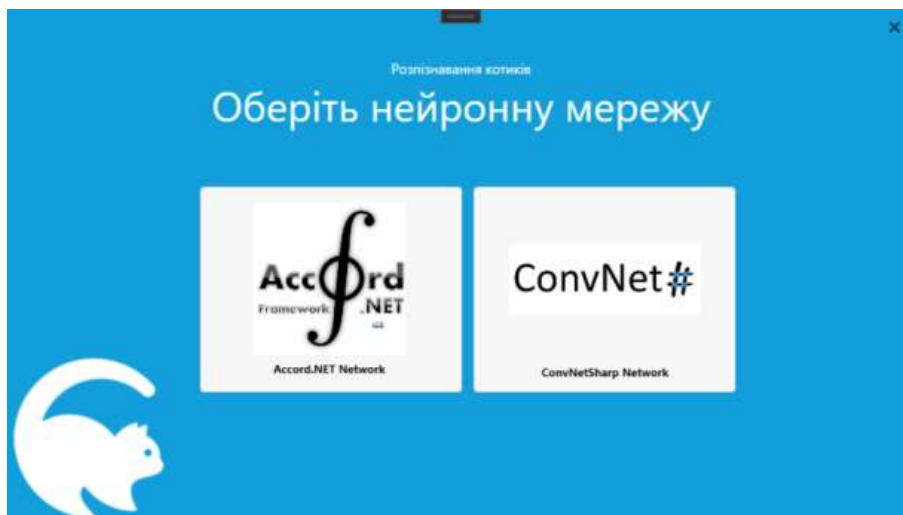 Розпізнавання котиків
Оберіть нейронну мережу
Accord
Framework .NET
ConvNet#
Accord.NET Network
ConvNetSharp Network